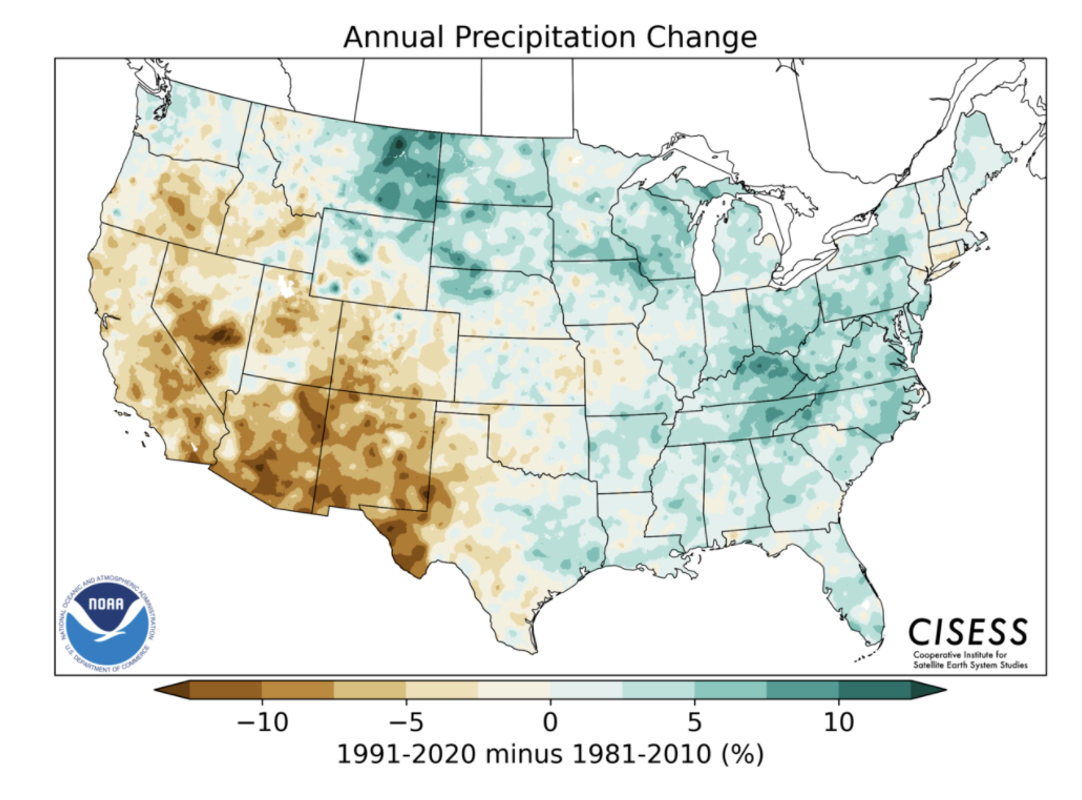 Annual Precipitation Change
NATIONAL OCEANIC AND ATMOSPHERIC ADMINISTRATION
NOAA
U.S. DEPARTMENT OF COMMERCE
CISESS
Cooperative Institute for
Satellite Earth System Studies
−10 −5 0 5 10
1991-2020 minus 1981-2010 (%)